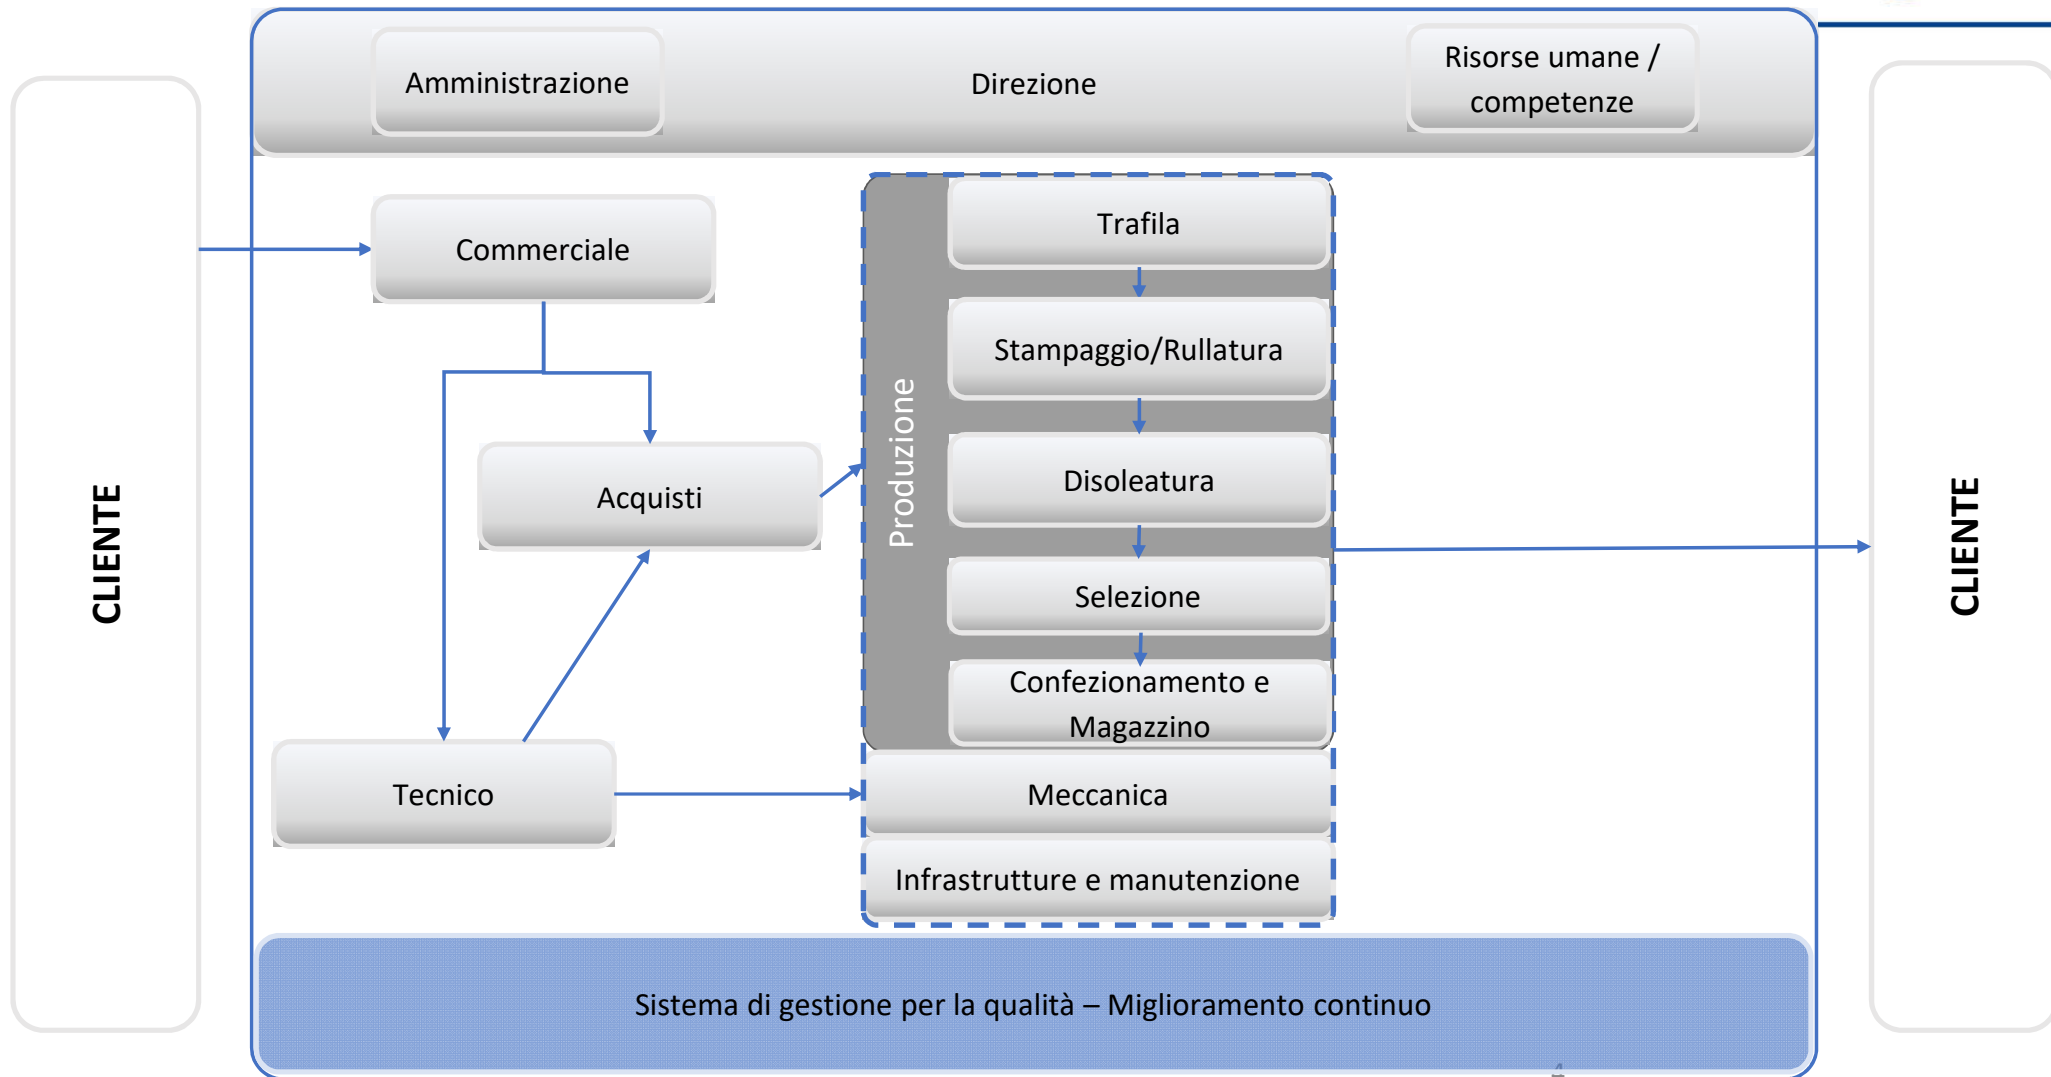 Amministrazione
Direzione
Risorse umane /
competenze
CLIENTE
Commerciale
Acquisti
Tecnico
Produzione
Trafila
Stampaggio/Rullatura
Disoleatura
Selezione
Confezionamento e
Magazzino
Meccanica
Infrastrutture e manutenzione
CLIENTE
Sistema di gestione per la qualità – Miglioramento continuo